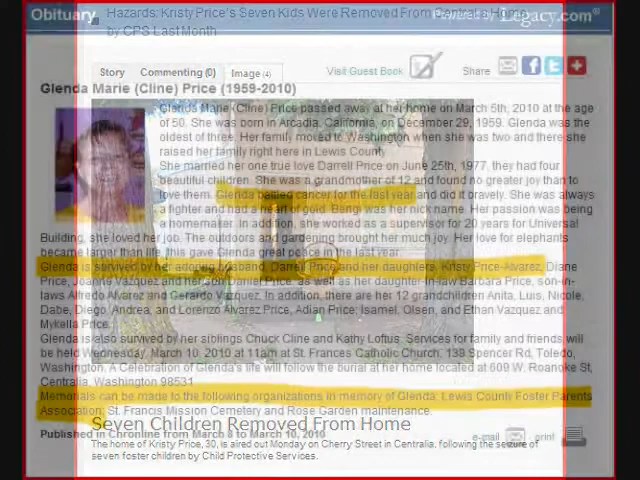 Obituary
Hazards: Kristy Price's Seven Kids Were Removed From Centralia Home
by CPS Last Month
Powered by Legacy.com
Story Commenting (0) Image (4)
Visit Guest Book
Share
Glenda Marie (Cline) Price (1959-2010)
Glenda Marie (Cline) Price passed away at her home on March 5th, 2010 at the age
of 50. She was born in Arcadia, California, on December 29, 1959. Glenda was the
oldest of three. Her family moved to Washington when she was two and there she
raised her family right here in Lewis County.
She married her one true love Darrell Price on June 25th, 1977, they had four
beautiful children. She was a grandmother of 12 and found no greater joy than to
love them. Glenda battled cancer for the last year and did it bravely. She was always
a fighter and had a heart of gold. Bengi was her nick name. Her passion was being
a homemaker. In addition, she worked as a supervisor for 20 years for Universal
Building, she loved her job. The outdoors and gardening brought her much joy. Her love for elephants
became larger than life, this gave Glenda great peace in the last year.
Glenda is survived by her adoring husband, Darrell Price and her daughters, Kristy Price-Alvarez, Diane
Price, Joanne Vazquez and her son Daniel Price, as well as her daughter-in-law Barbara Price, son-in-
laws Alfredo Alvarez and Gerardo Vazquez. In addition, there are her 12 grandchildren Anita, Luis, Nicole,
Dabe, Diego, Andrea, and Lorenzo Alvarez Price, Adian Price, Isamel, Olsen, and Ethan Vazquez and
Mykella Price.
Glenda is also survived by her siblings Chuck Cline and Kathy Loftus. Services for family and friends will
be held Wednesday, March 10, 2010 at 11am at St. Frances Catholic Church, 139 Spencer Rd, Toledo,
Washington. A Celebration of Glenda's life will follow the burial at her home located at 609 W. Roanoke St,
Centralia, Washington 98531
Memorials can be made to the following organizations in memory of Glenda: Lewis County Foster Parents
Association, St. Francis Mission Cemetery and Rose Garden maintenance.
Seven Children Removed From Home
Published in Chronline from March 8 to March 10, 2010
e-mail print
The home of Kristy Price, 30, is aired out Monday on Cherry Street in Centralia, following the seizure of
seven foster children by Child Protective Services.